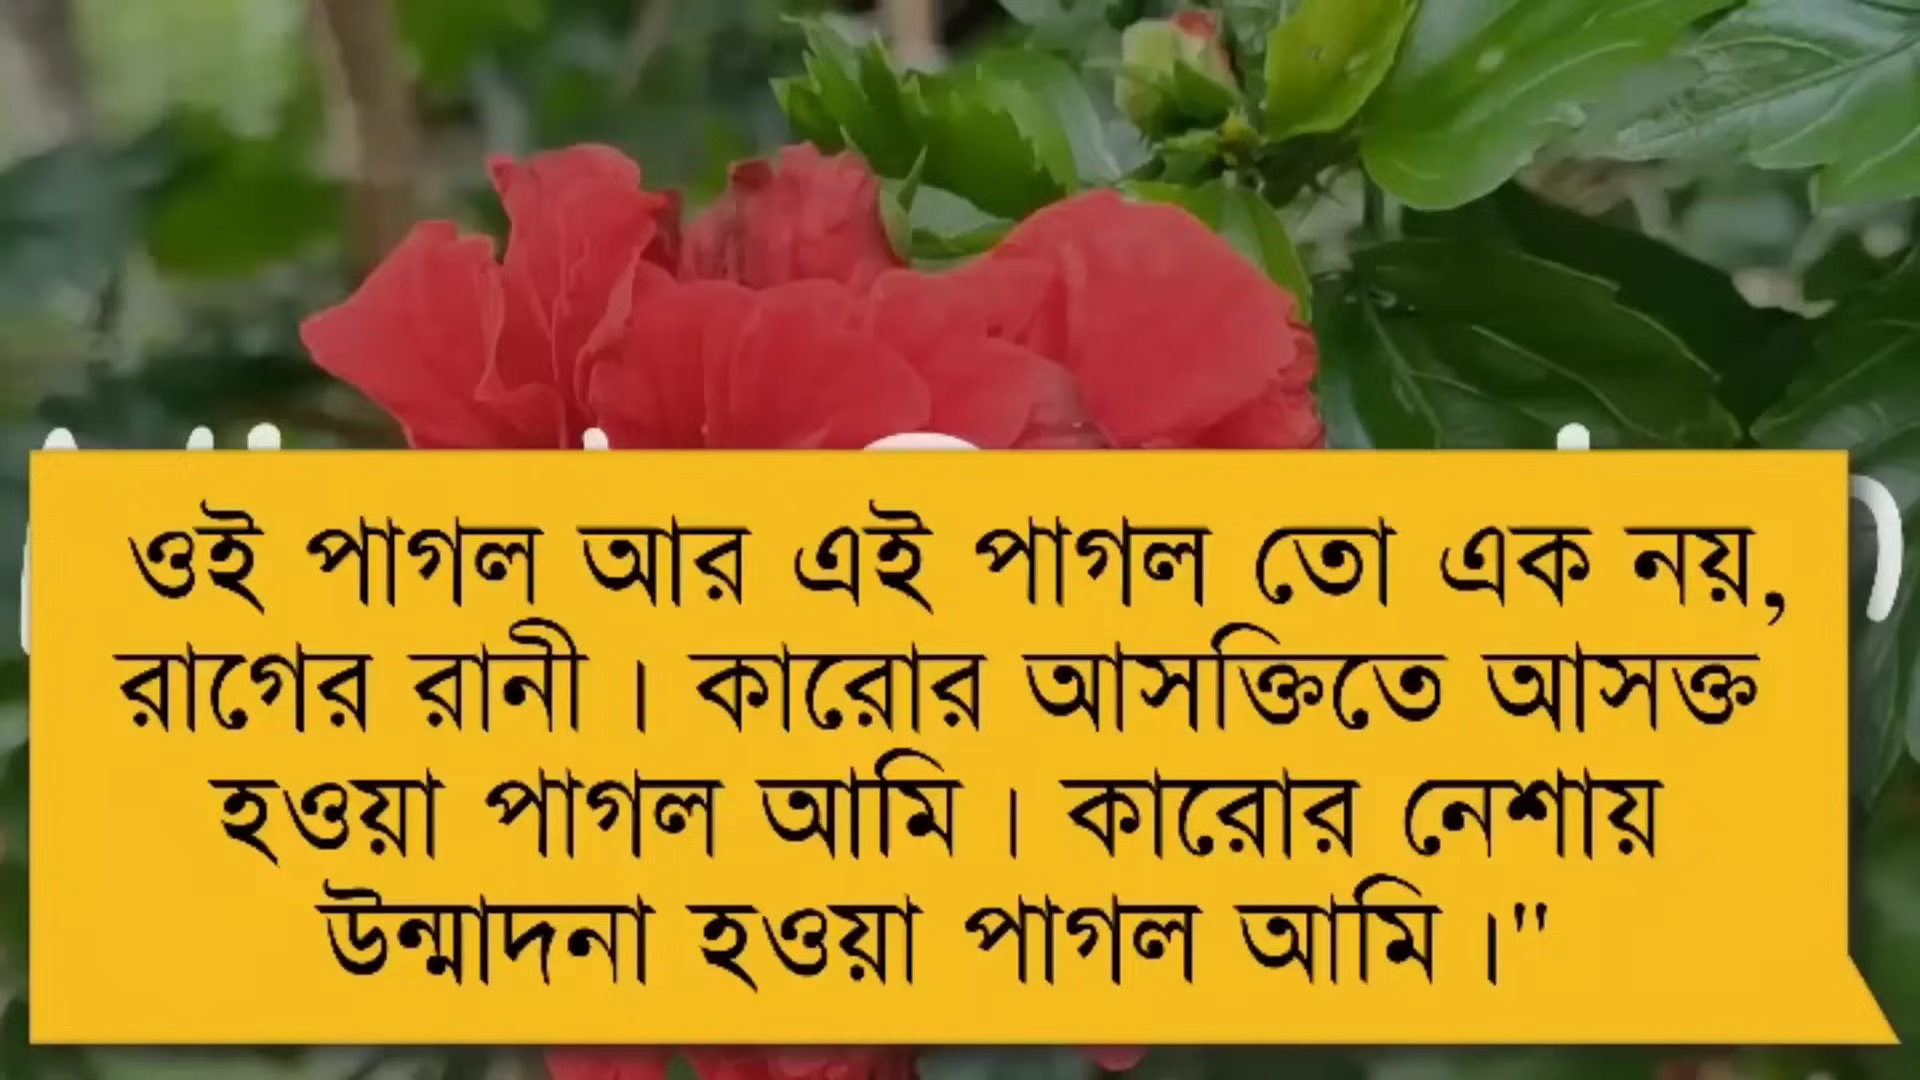 ওই পাগল আর এই পাগল তো এক নয়,
রাগের রানী। কারোর আসক্তিতে আসক্ত
হওয়া পাগল আমি। কারোর নেশায়
উন্মাদনা হওয়া পাগল আমি।"